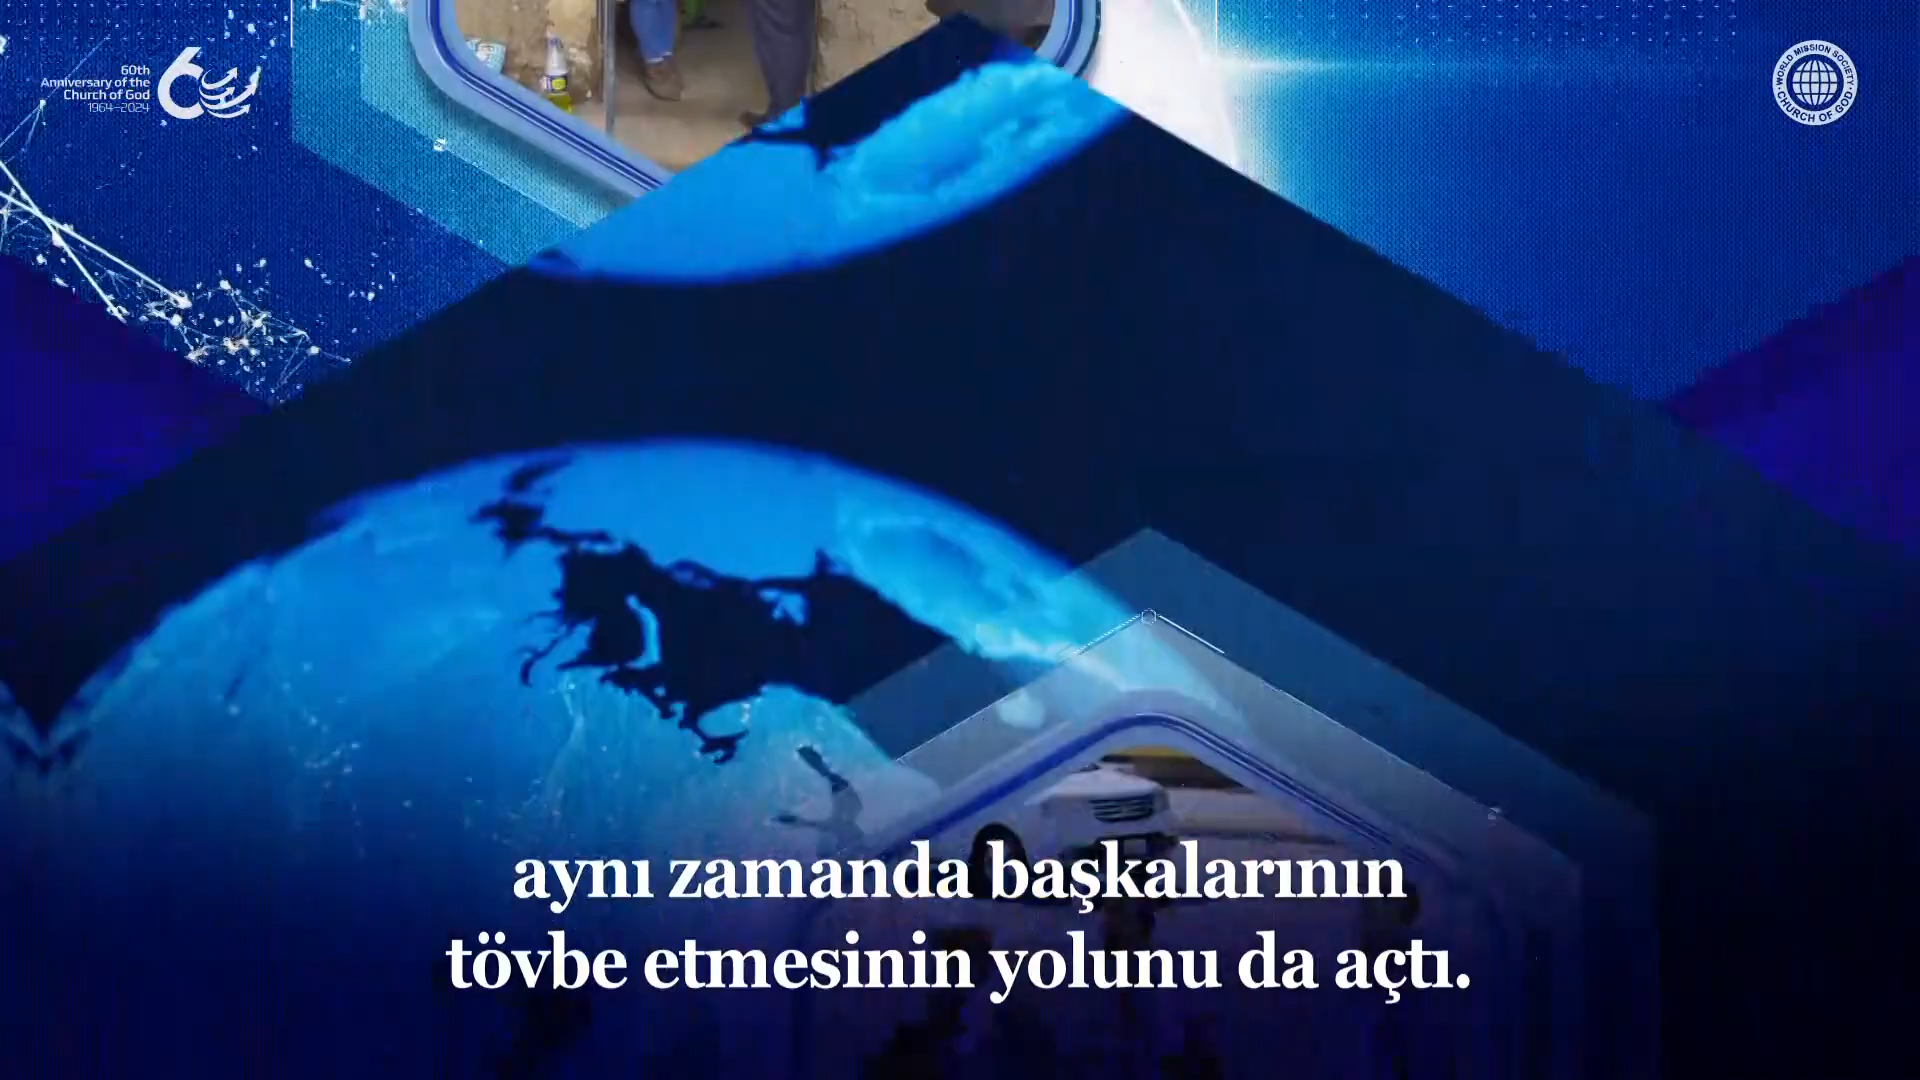 60th
Anniversary of the
Church of God
1964–2024
60
WORLD MISSION SOCIETY
CHURCH OF GOD
aynı zamanda başkalarının
tövbe etmesinin yolunu da açtı.